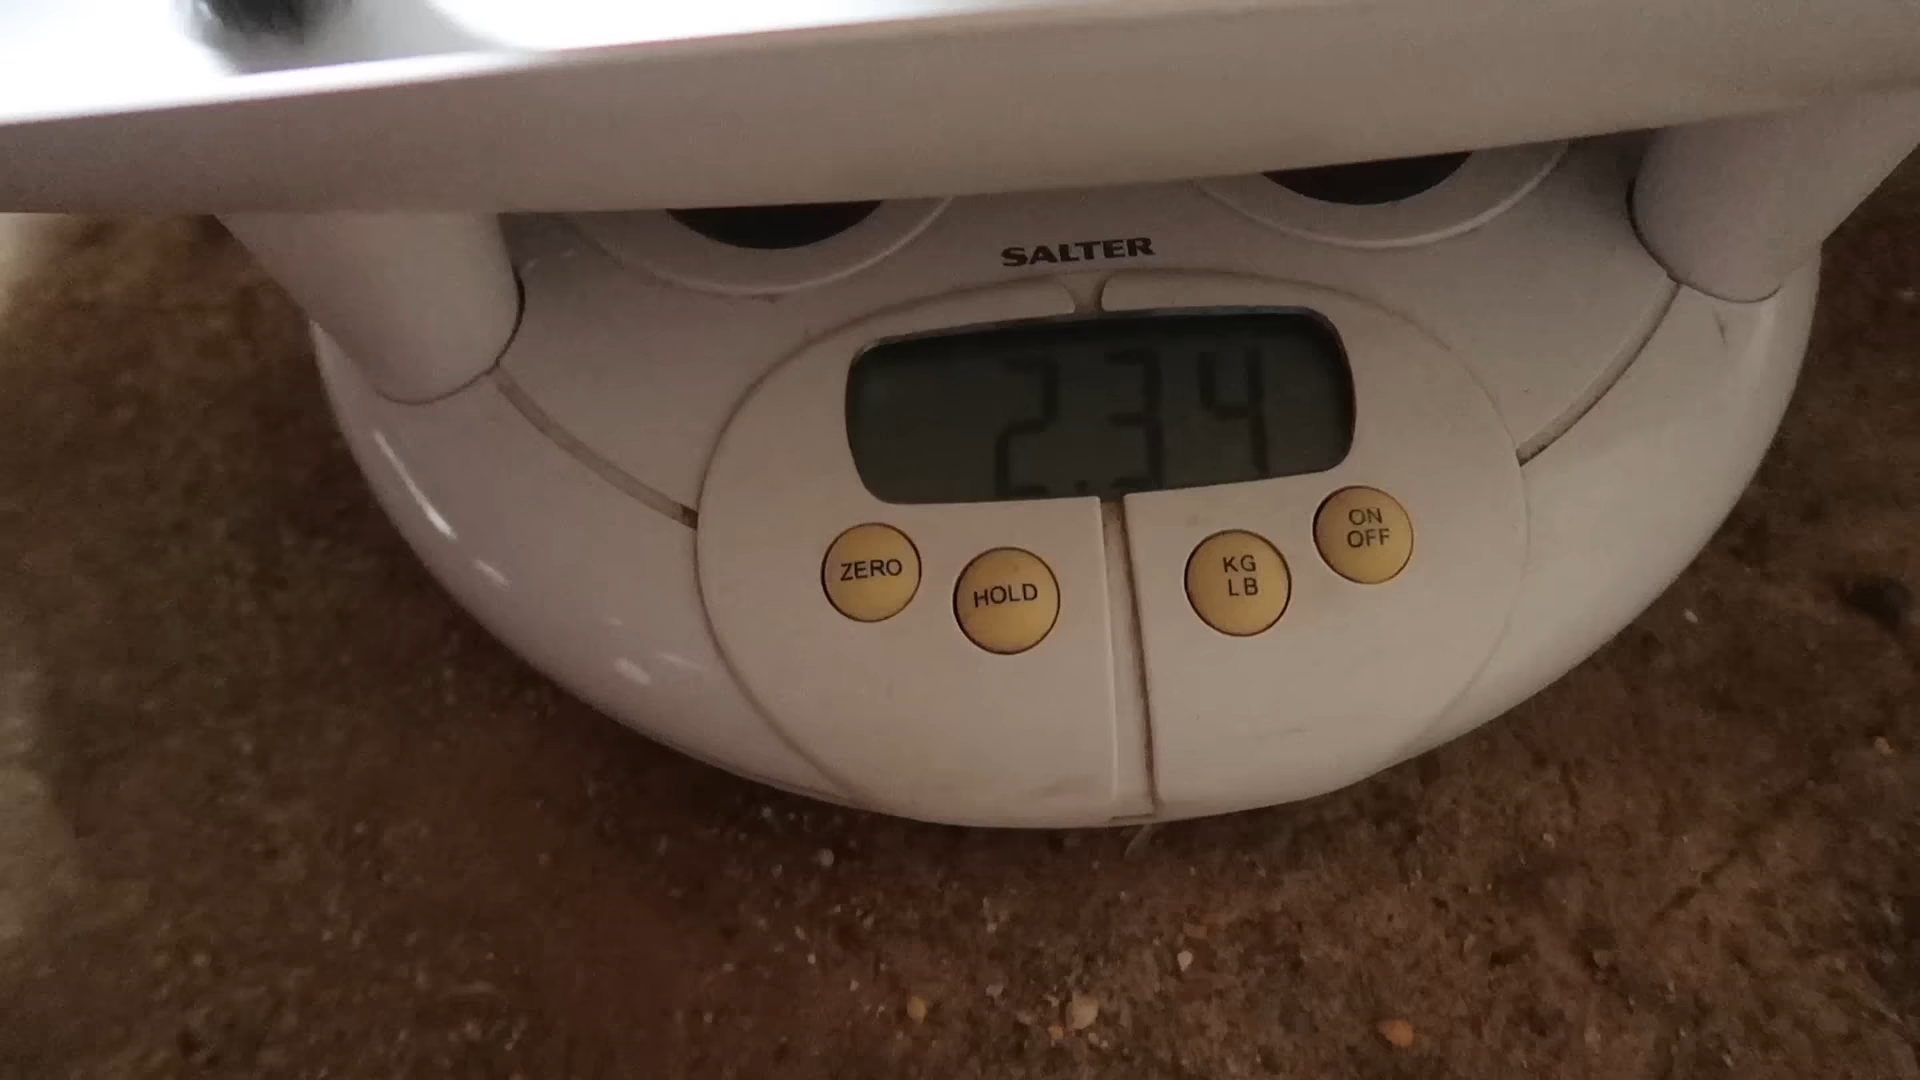 SALTER
2.34
ZERO
HOLD
KG
LB
ON
OFF